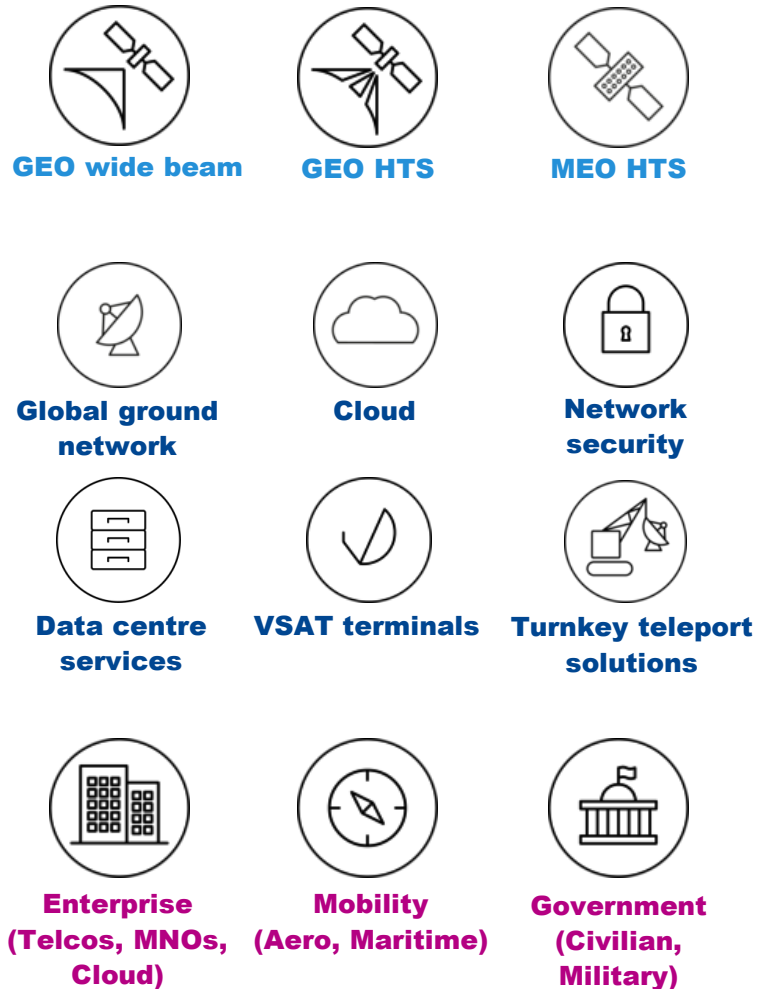 GEO wide beam
GEO HTS
MEO HTS
Global ground
network
Cloud
Network
security
Data centre
services
VSAT terminals
Turnkey teleport
solutions
Enterprise
(Telcos, MNOs,
Cloud)
Mobility
(Aero, Maritime)
Government
(Civilian,
Military)